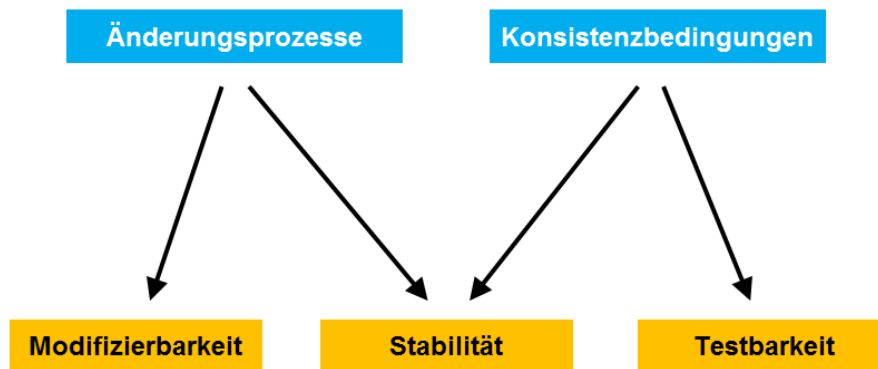 Änderungsprozesse
Konsistenzbedingungen
Modifizierbarkeit
Stabilität
Testbarkeit